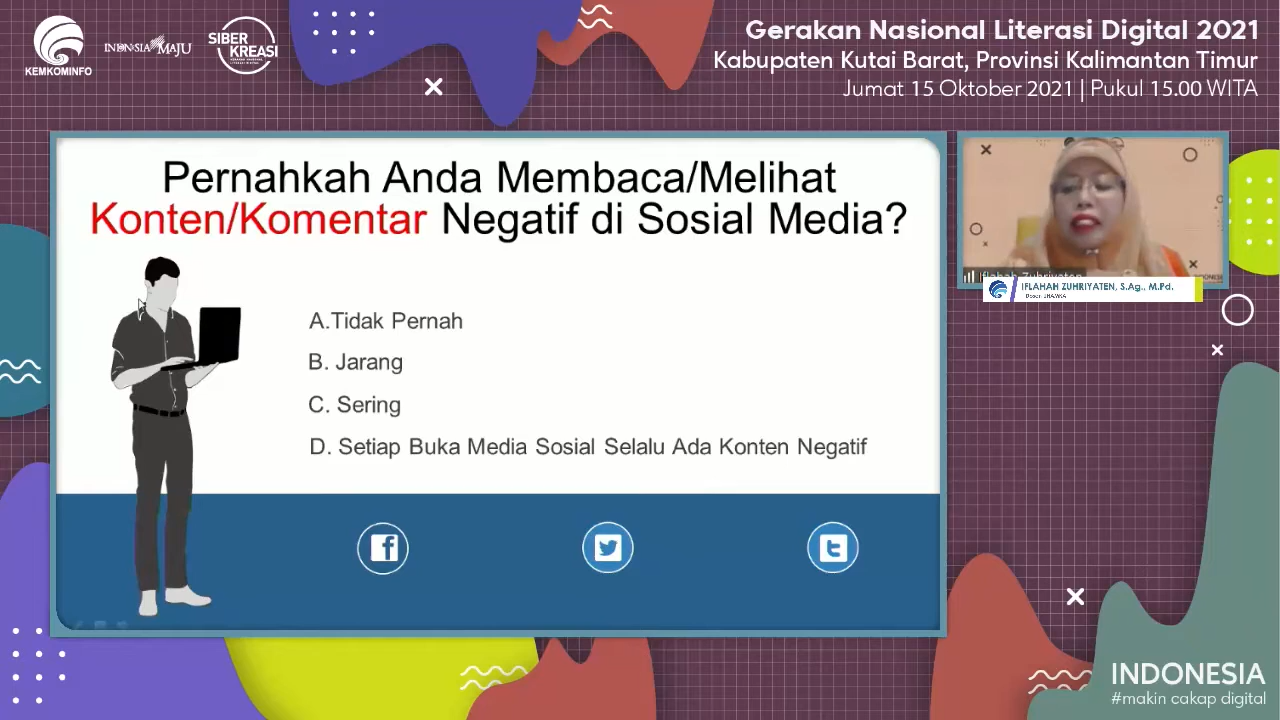 KEMKOMINFO
INDONESIA MAJU
SIBER
KREASI
Gerakan Nasional Literasi Digital 2021
Kabupaten Kutai Barat, Provinsi Kalimantan Timur
Jumat 15 Oktober 2021 | Pukul 15.00 WITA
Pernahkah Anda Membaca/Melihat
Konten/Komentar Negatif di Sosial Media?
A.Tidak Pernah
B. Jarang
C. Sering
D. Setiap Buka Media Sosial Selalu Ada Konten Negatif
Iflahah Zuhriyaten
IFLAHAH ZUHRIYATEN, S.Ag., M.Pd.
INDONESIA
#makin cakap digital